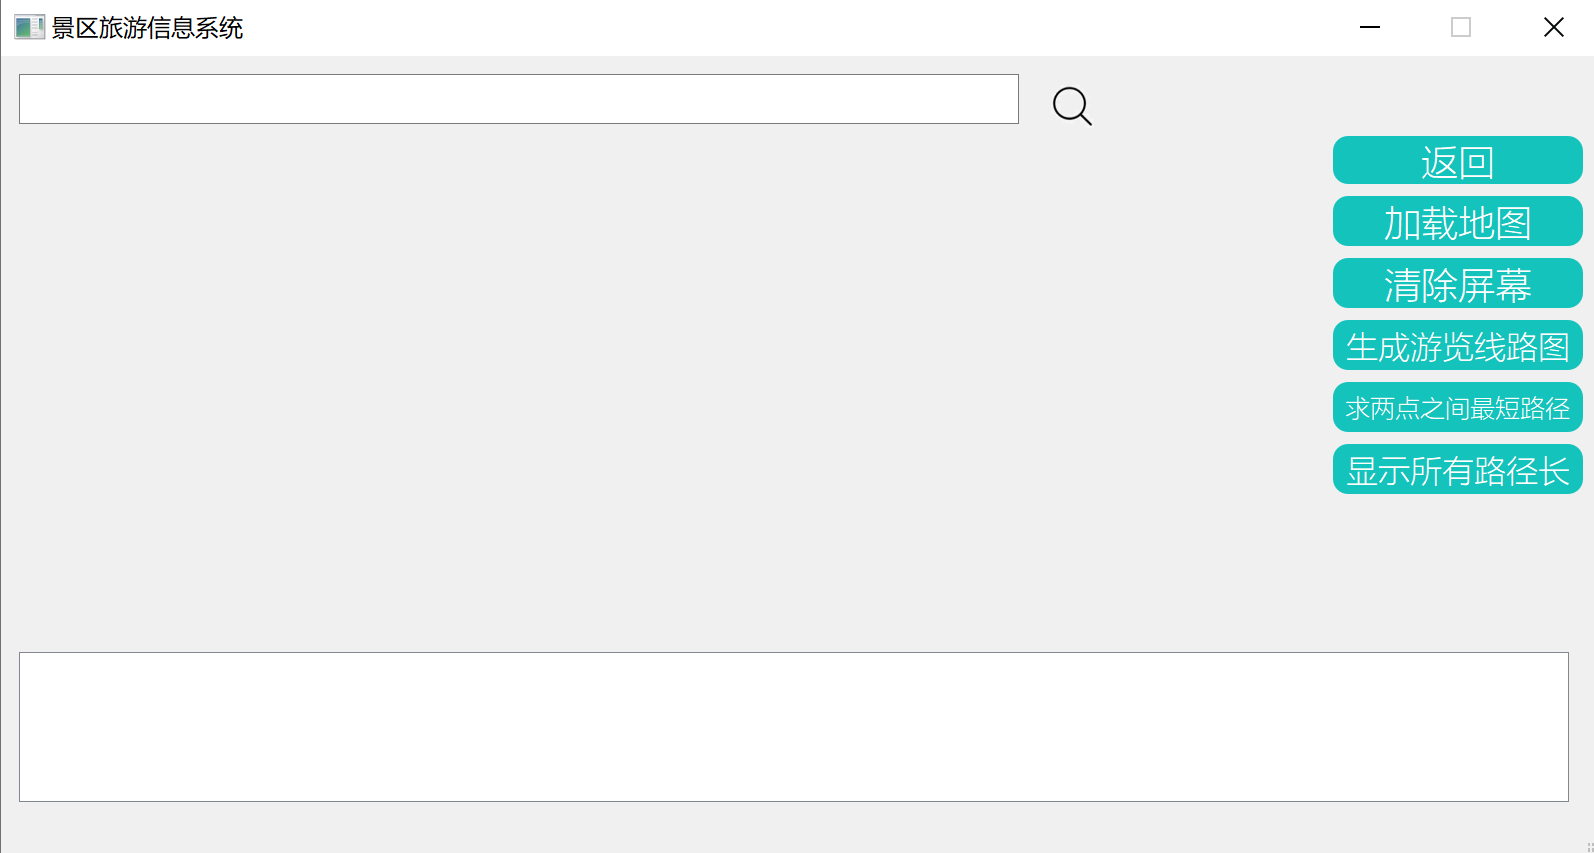 景区旅游信息系统
返回
加载地图
清除屏幕
生成游览线路图
求两点之间最短路径
显示所有路径长